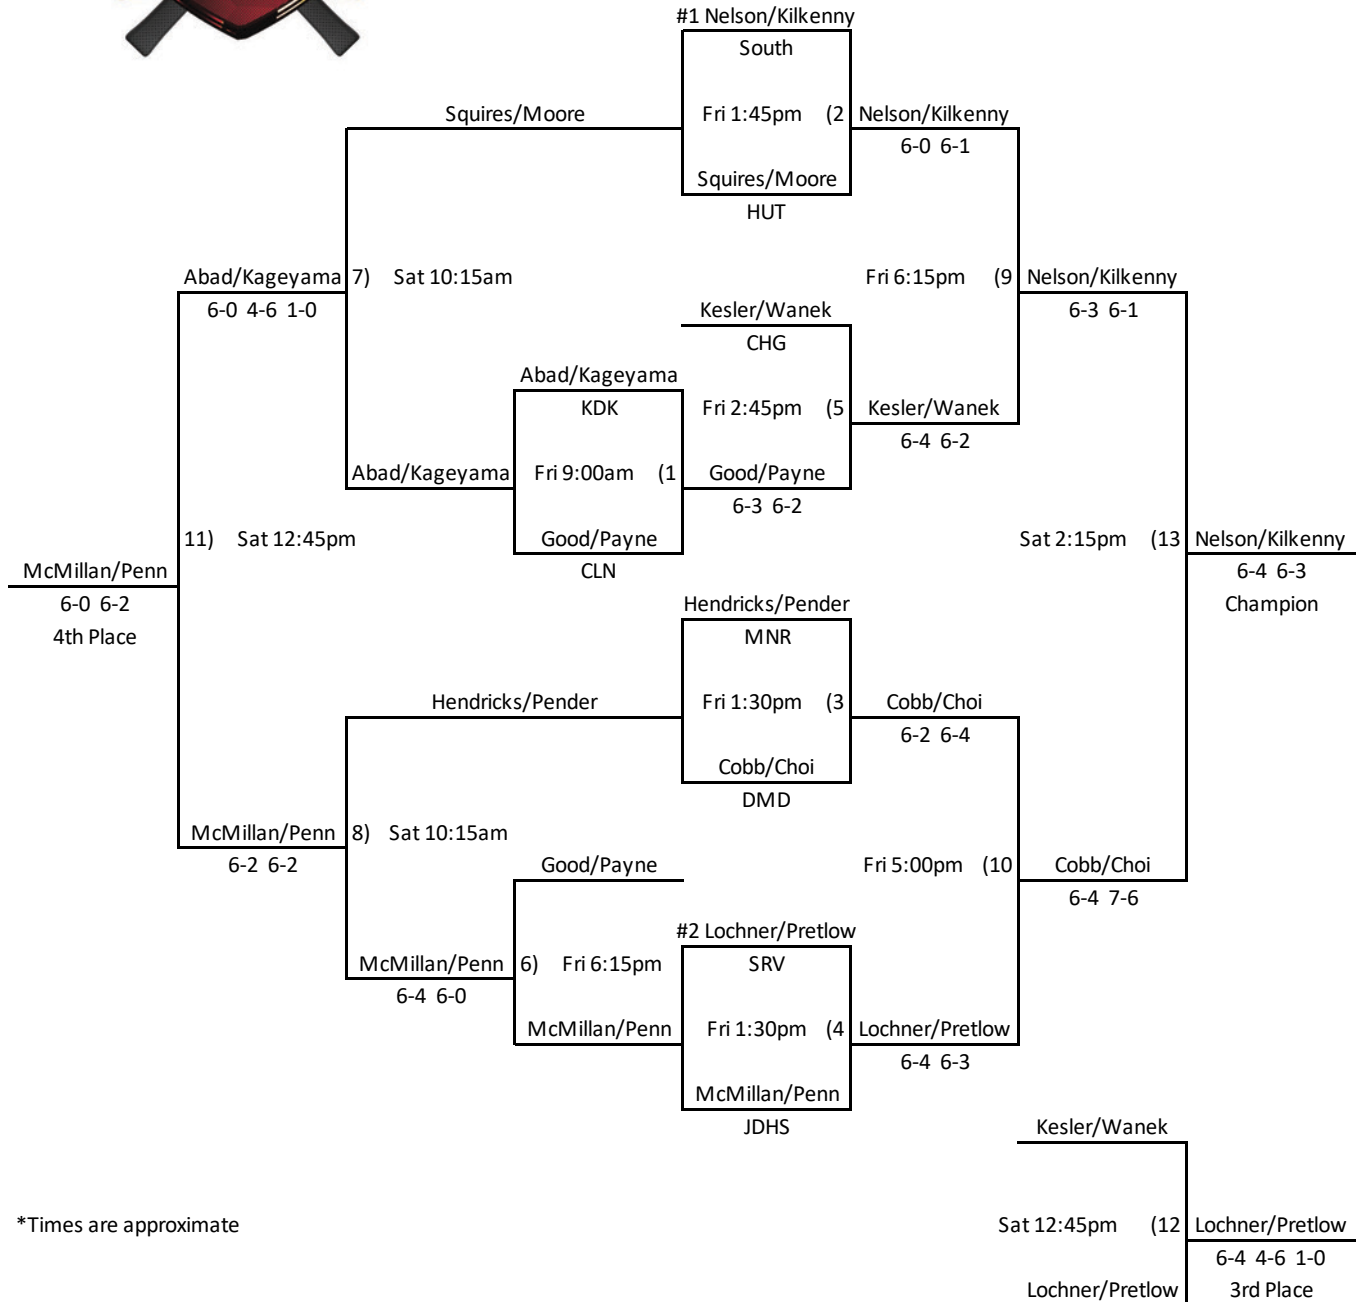 #1 Nelson/Kilkenny
South
Squires/Moore Fri 1:45pm (2 Nelson/Kilkenny
6-0 6-1
Squires/Moore
HUT
Abad/Kageyama 7) Sat 10:15am Fri 6:15pm (9 Nelson/Kilkenny
6-0 4-6 1-0 Kesler/Wanek 6-3 6-1
CHG
Abad/Kageyama
KDK Fri 2:45pm (5 Kesler/Wanek
6-4 6-2
Abad/Kageyama Fri 9:00am (1 Good/Payne
6-3 6-2
11) Sat 12:45pm Good/Payne Sat 2:15pm (13 Nelson/Kilkenny
McMillan/Penn CLN 6-4 6-3
6-0 6-2 Hendricks/Pender Champion
4th Place MNR
Hendricks/Pender Fri 1:30pm (3 Cobb/Choi
6-2 6-4
Cobb/Choi
DMD
McMillan/Penn 8) Sat 10:15am
6-2 6-2 Good/Payne Fri 5:00pm (10 Cobb/Choi
6-4 7-6
#2 Lochner/Pretlow
McMillan/Penn 6) Fri 6:15pm SRV
6-4 6-0
McMillan/Penn Fri 1:30pm (4 Lochner/Pretlow
6-4 6-3
McMillan/Penn
JDHS Kesler/Wanek
*Times are approximate Sat 12:45pm (12 Lochner/Pretlow
6-4 4-6 1-0
Lochner/Pretlow 3rd Place